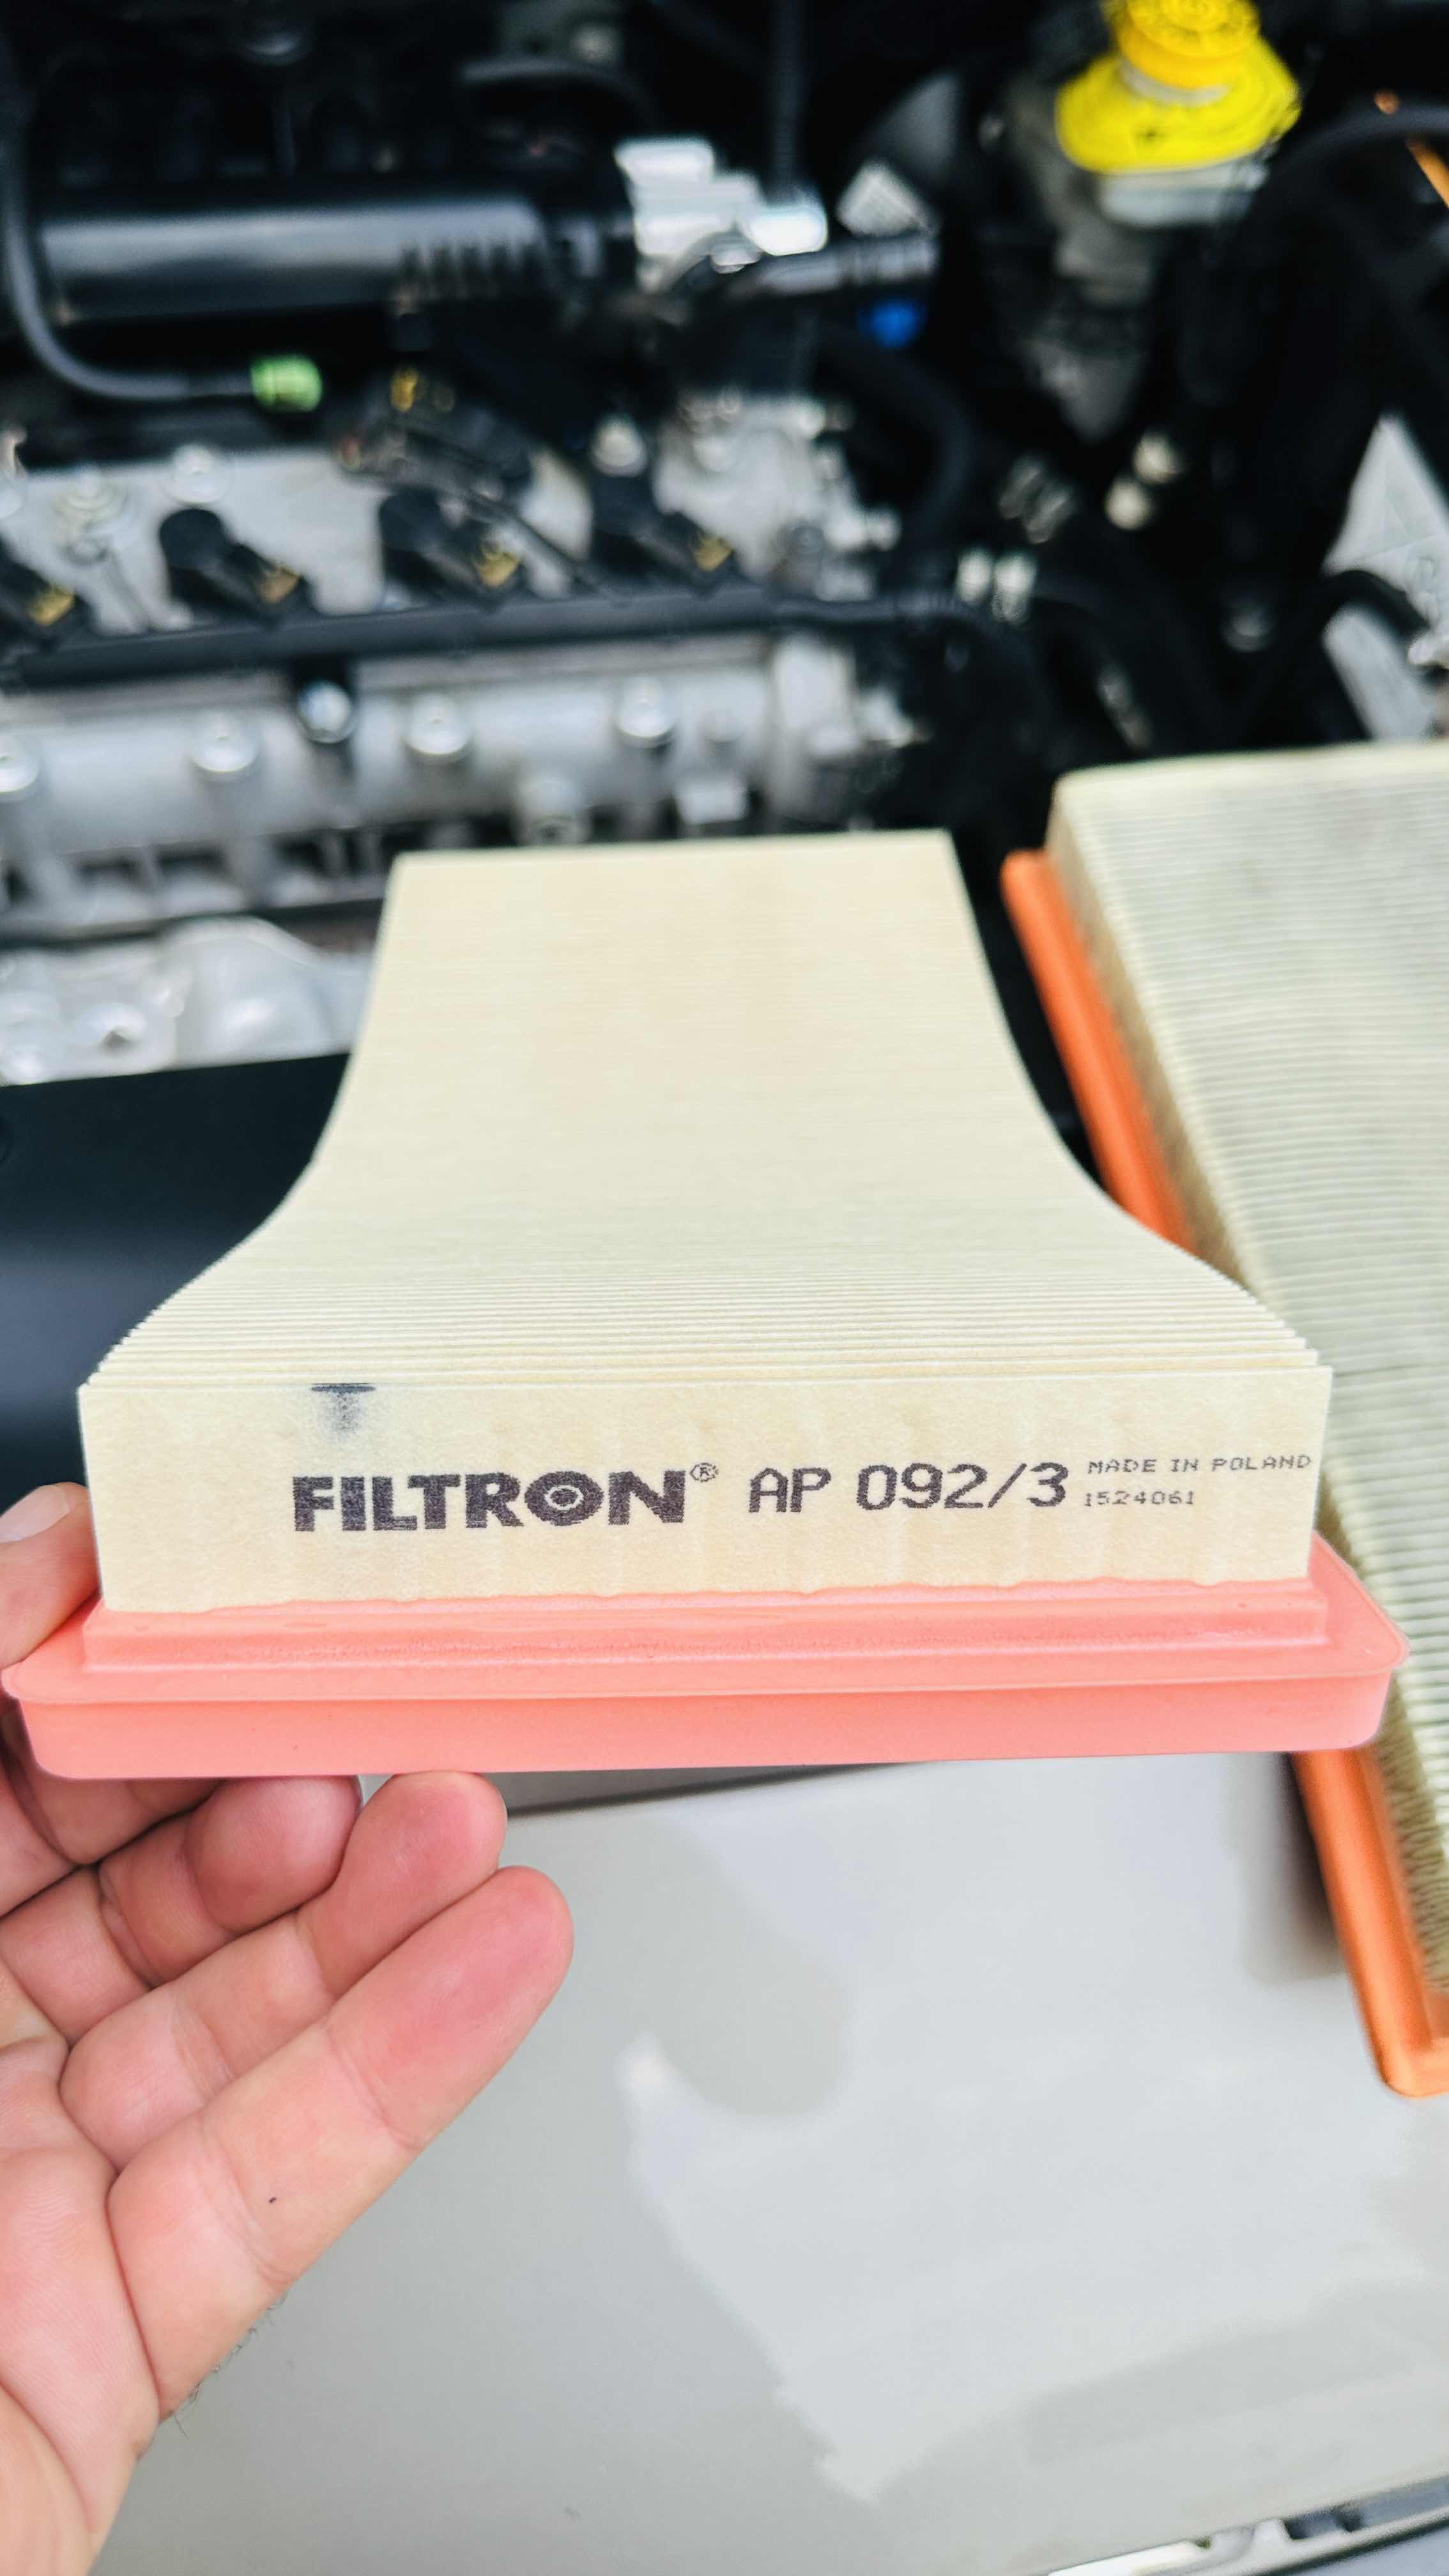 FILTRON® AP 092/3
MADE IN POLAND
1524061